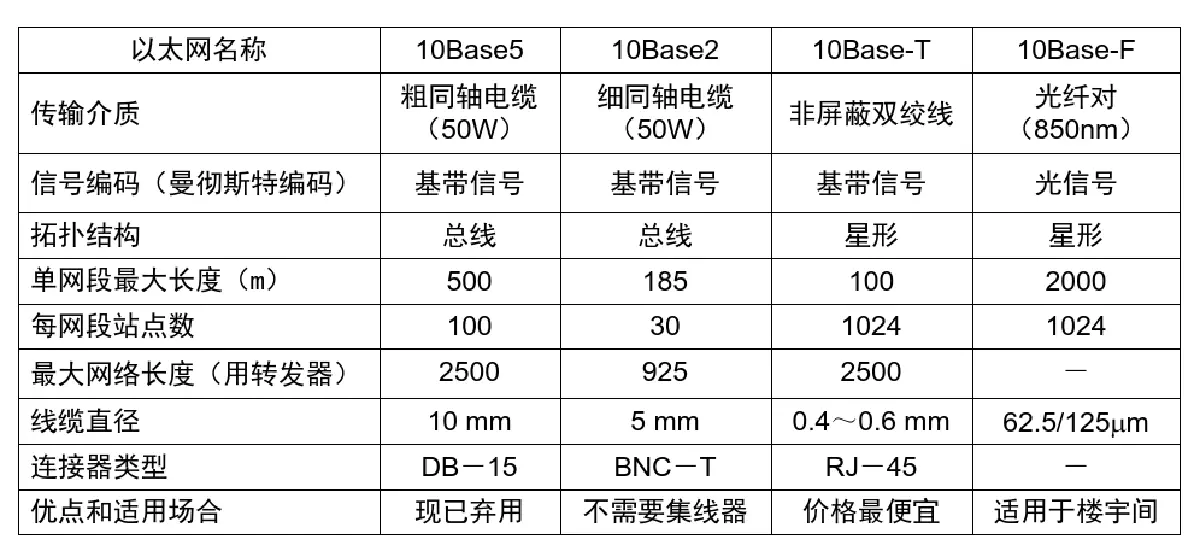 以太网名称 10Base5 10Base2 10Base-T 10Base-F
传输介质 粗同轴电缆（50W） 细同轴电缆（50W） 非屏蔽双绞线 光纤对（850nm）
信号编码（曼彻斯特编码） 基带信号 基带信号 基带信号 光信号
拓扑结构 总线 总线 星形 星形
单网段最大长度（m） 500 185 100 2000
每网段站点数 100 30 1024 1024
最大网络长度（用转发器） 2500 925 2500 －
线缆直径 10 mm 5 mm 0.4～0.6 mm 62.5/125μm
连接器类型 DB－15 BNC－T RJ－45 －
优点和适用场合 现已弃用 不需要集线器 价格最便宜 适用于楼宇间